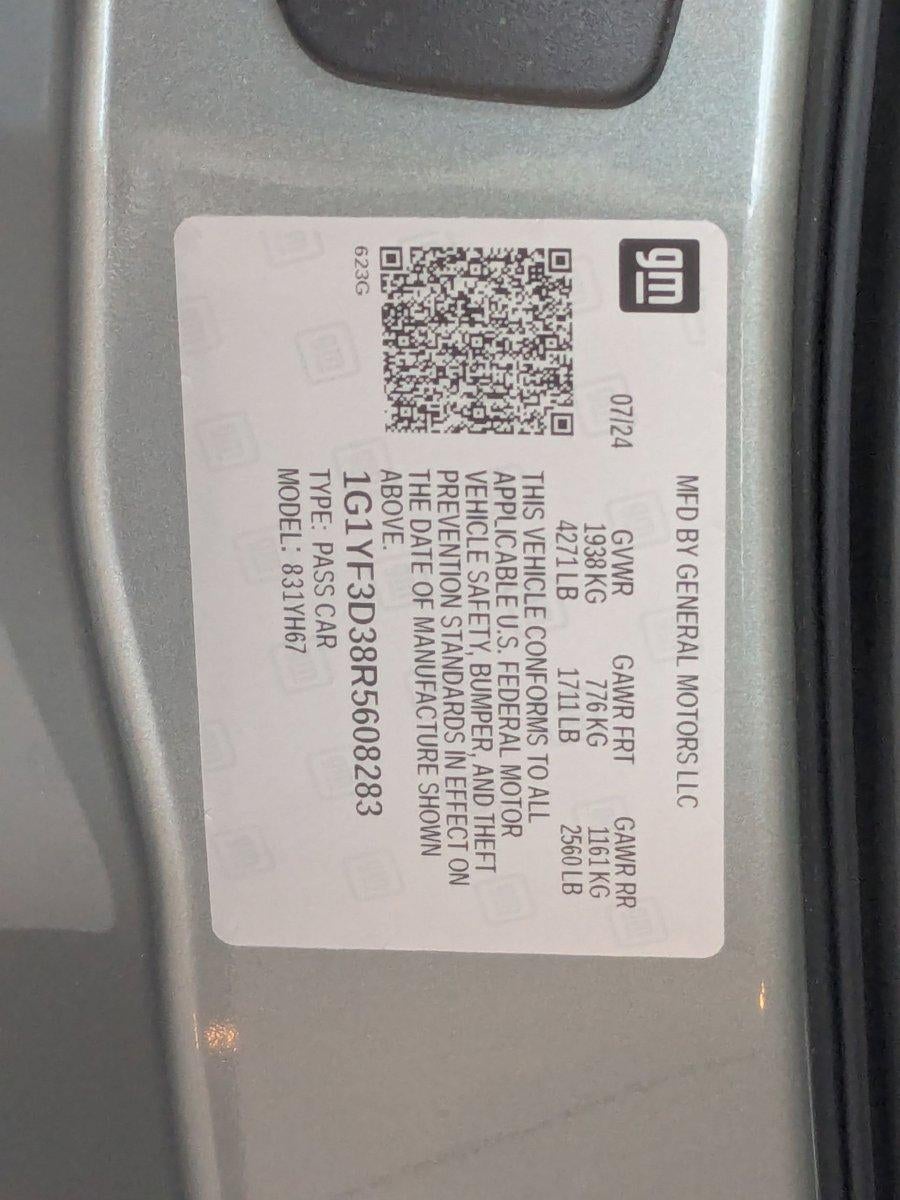 gm
MFD BY GENERAL MOTORS LLC
07/24 GVWR GAWR FRT GAWR RR
1938 KG 776 KG 1161 KG
4271 LB 1711 LB 2560 LB
THIS VEHICLE CONFORMS TO ALL
APPLICABLE U.S. FEDERAL MOTOR
VEHICLE SAFETY, BUMPER, AND THEFT
PREVENTION STANDARDS IN EFFECT ON
THE DATE OF MANUFACTURE SHOWN
ABOVE.
1G1YF3D38R5608283
TYPE: PASS CAR
MODEL: 831YH67
623G